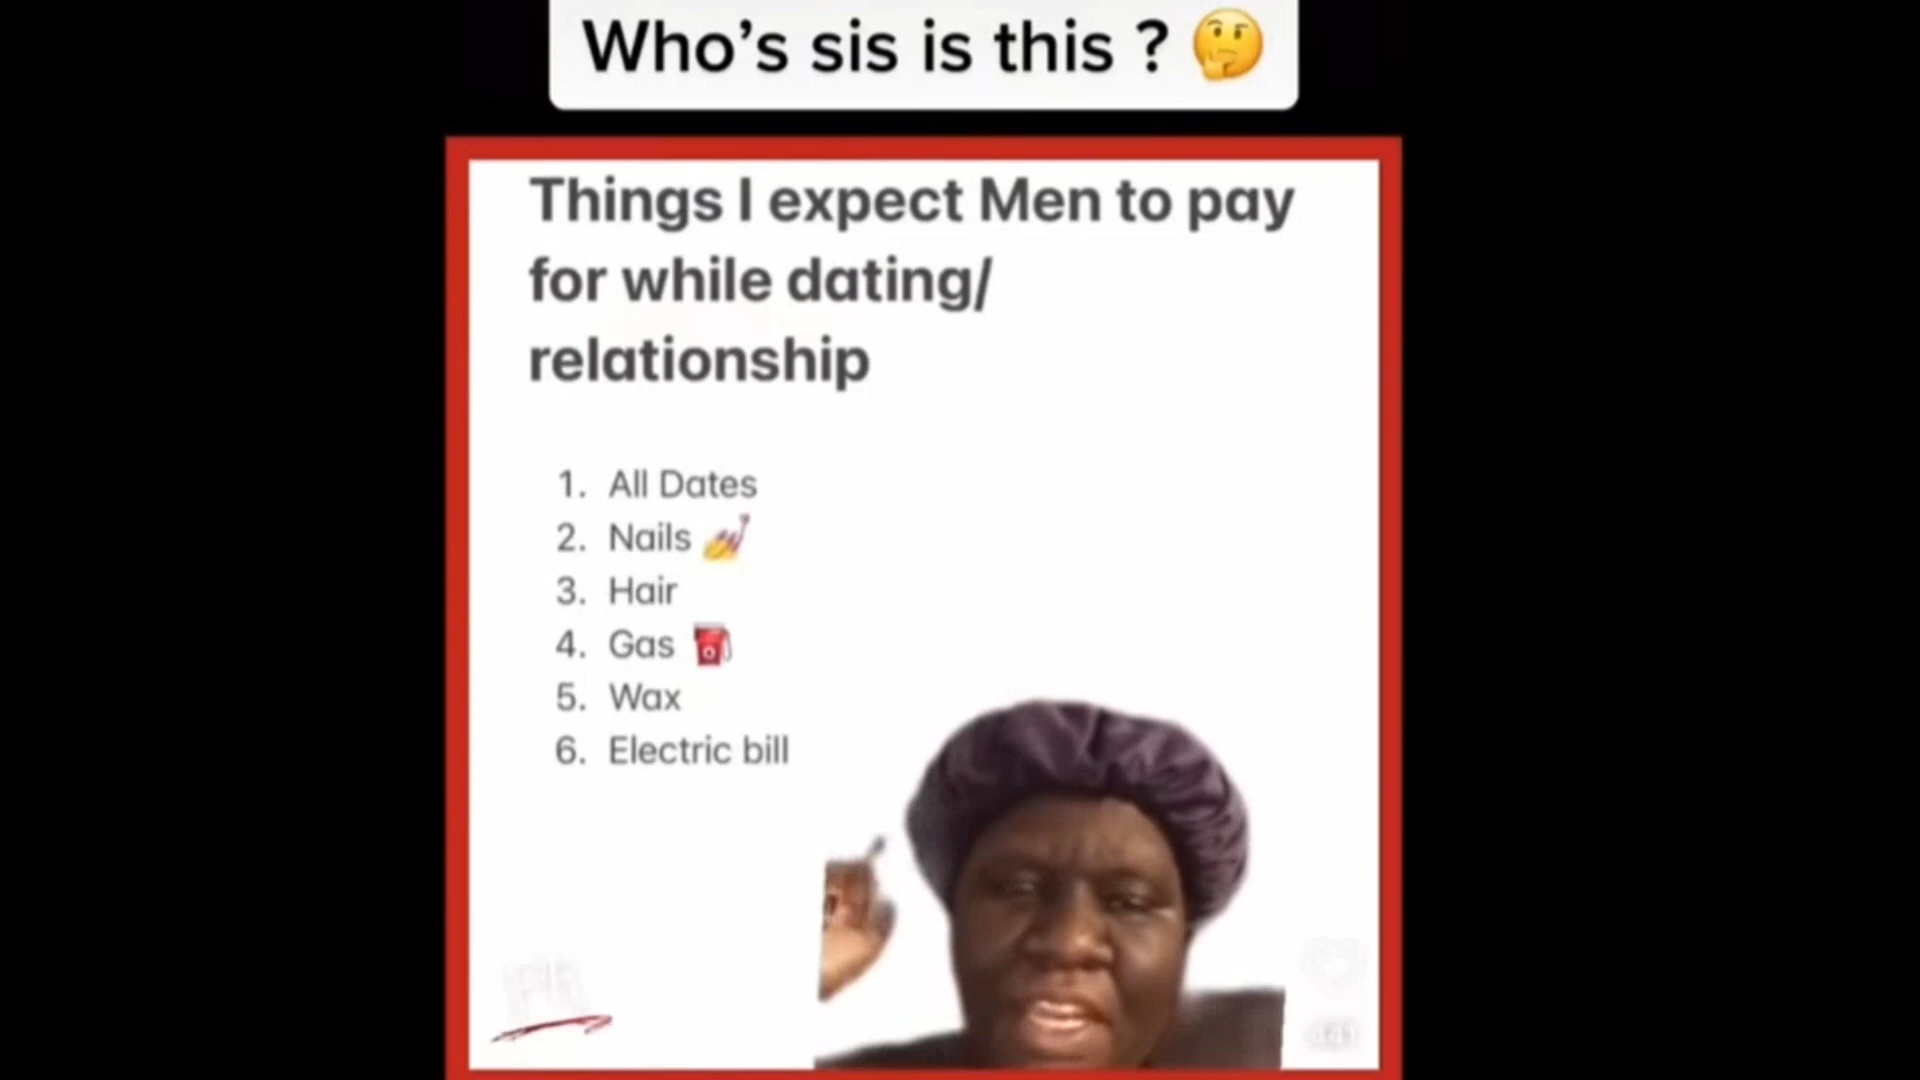 Who's sis is this ? 🤔
Things I expect Men to pay
for while dating/
relationship
1. All Dates
2. Nails 💅
3. Hair
4. Gas ⛽
5. Wax
6. Electric bill
441